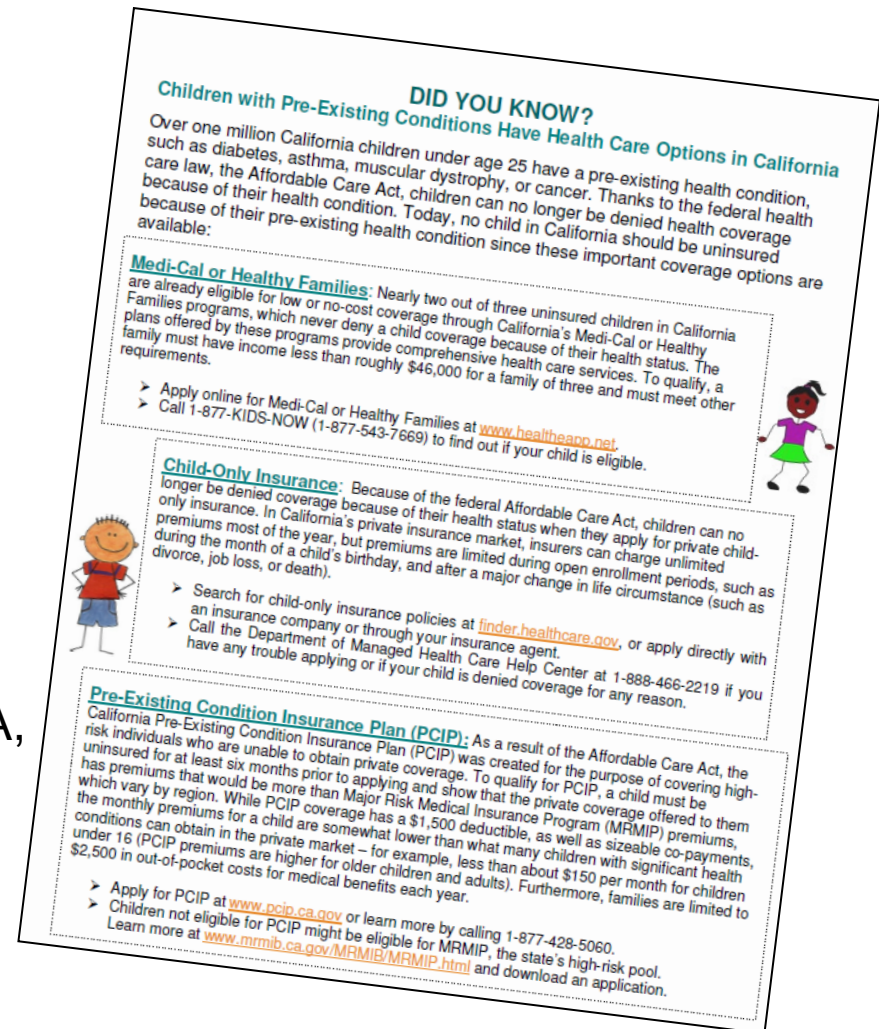 DID YOU KNOW?
Children with Pre-Existing Conditions Have Health Care Options in California
Over one million California children under age 25 have a pre-existing health condition,
such as diabetes, asthma, muscular dystrophy, or cancer. Thanks to the federal health
care law, the Affordable Care Act, children can no longer be denied health coverage
because of their health condition. Today, no child in California should be uninsured
because of their pre-existing health condition since these important coverage options are
available:
Medi-Cal or Healthy Families: Nearly two out of three uninsured children in California
are already eligible for low or no-cost coverage through California's Medi-Cal or Healthy
Families programs, which never deny a child coverage because of their health status. The
plans offered by these programs provide comprehensive health care services. To qualify, a
family must have income less than roughly $46,000 for a family of three and must meet other
requirements.
➤ Apply online for Medi-Cal or Healthy Families at www.healtheapp.net.
➤ Call 1-877-KIDS-NOW (1-877-543-7669) to find out if your child is eligible.
Child-Only Insurance: Because of the federal Affordable Care Act, children can no
longer be denied coverage because of their health status when they apply for private child-
only insurance. In California's private insurance market, insurers can charge unlimited
premiums most of the year, but premiums are limited during open enrollment periods, such as
during the month of a child's birthday, and after a major change in life circumstance (such as
divorce, job loss, or death).
➤ Search for child-only insurance policies at finder.healthcare.gov, or apply directly with
an insurance company or through your insurance agent.
➤ Call the Department of Managed Health Care Help Center at 1-888-466-2219 if you
have any trouble applying or if your child is denied coverage for any reason.
A,
Pre-Existing Condition Insurance Plan (PCIP): As a result of the Affordable Care Act, the
California Pre-Existing Condition Insurance Plan (PCIP) was created for the purpose of covering high-
risk individuals who are unable to obtain private coverage. To qualify for PCIP, a child must be
uninsured for at least six months prior to applying and show that the private coverage offered to them
has premiums that would be more than Major Risk Medical Insurance Program (MRMIP) premiums,
which vary by region. While PCIP coverage has a $1,500 deductible, as well as sizeable co-payments,
the monthly premiums for a child are somewhat lower than what many children with significant health
conditions can obtain in the private market – for example, less than about $150 per month for children
under 16 (PCIP premiums are higher for older children and adults). Furthermore, families are limited to
$2,500 in out-of-pocket costs for medical benefits each year.
➤ Apply for PCIP at www.pcip.ca.gov or learn more by calling 1-877-428-5060.
➤ Children not eligible for PCIP might be eligible for MRMIP, the state's high-risk pool.
Learn more at www.mrmib.ca.gov/MRMIB/MRMIP.html and download an application.